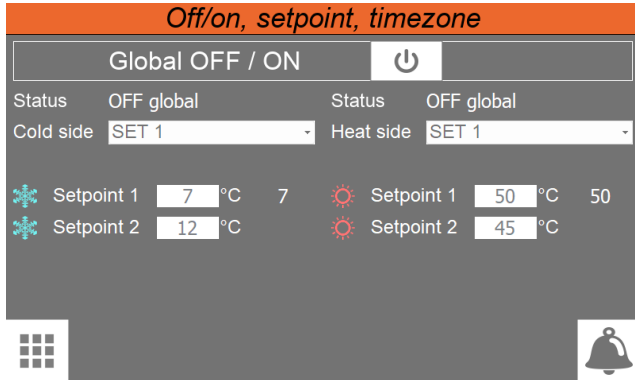 Off/on, setpoint, timezone
Global OFF / ON
Status OFF global Status OFF global
Cold side SET 1 Heat side SET 1
Setpoint 1 7 °C 7 Setpoint 1 50 °C 50
Setpoint 2 12 °C Setpoint 2 45 °C